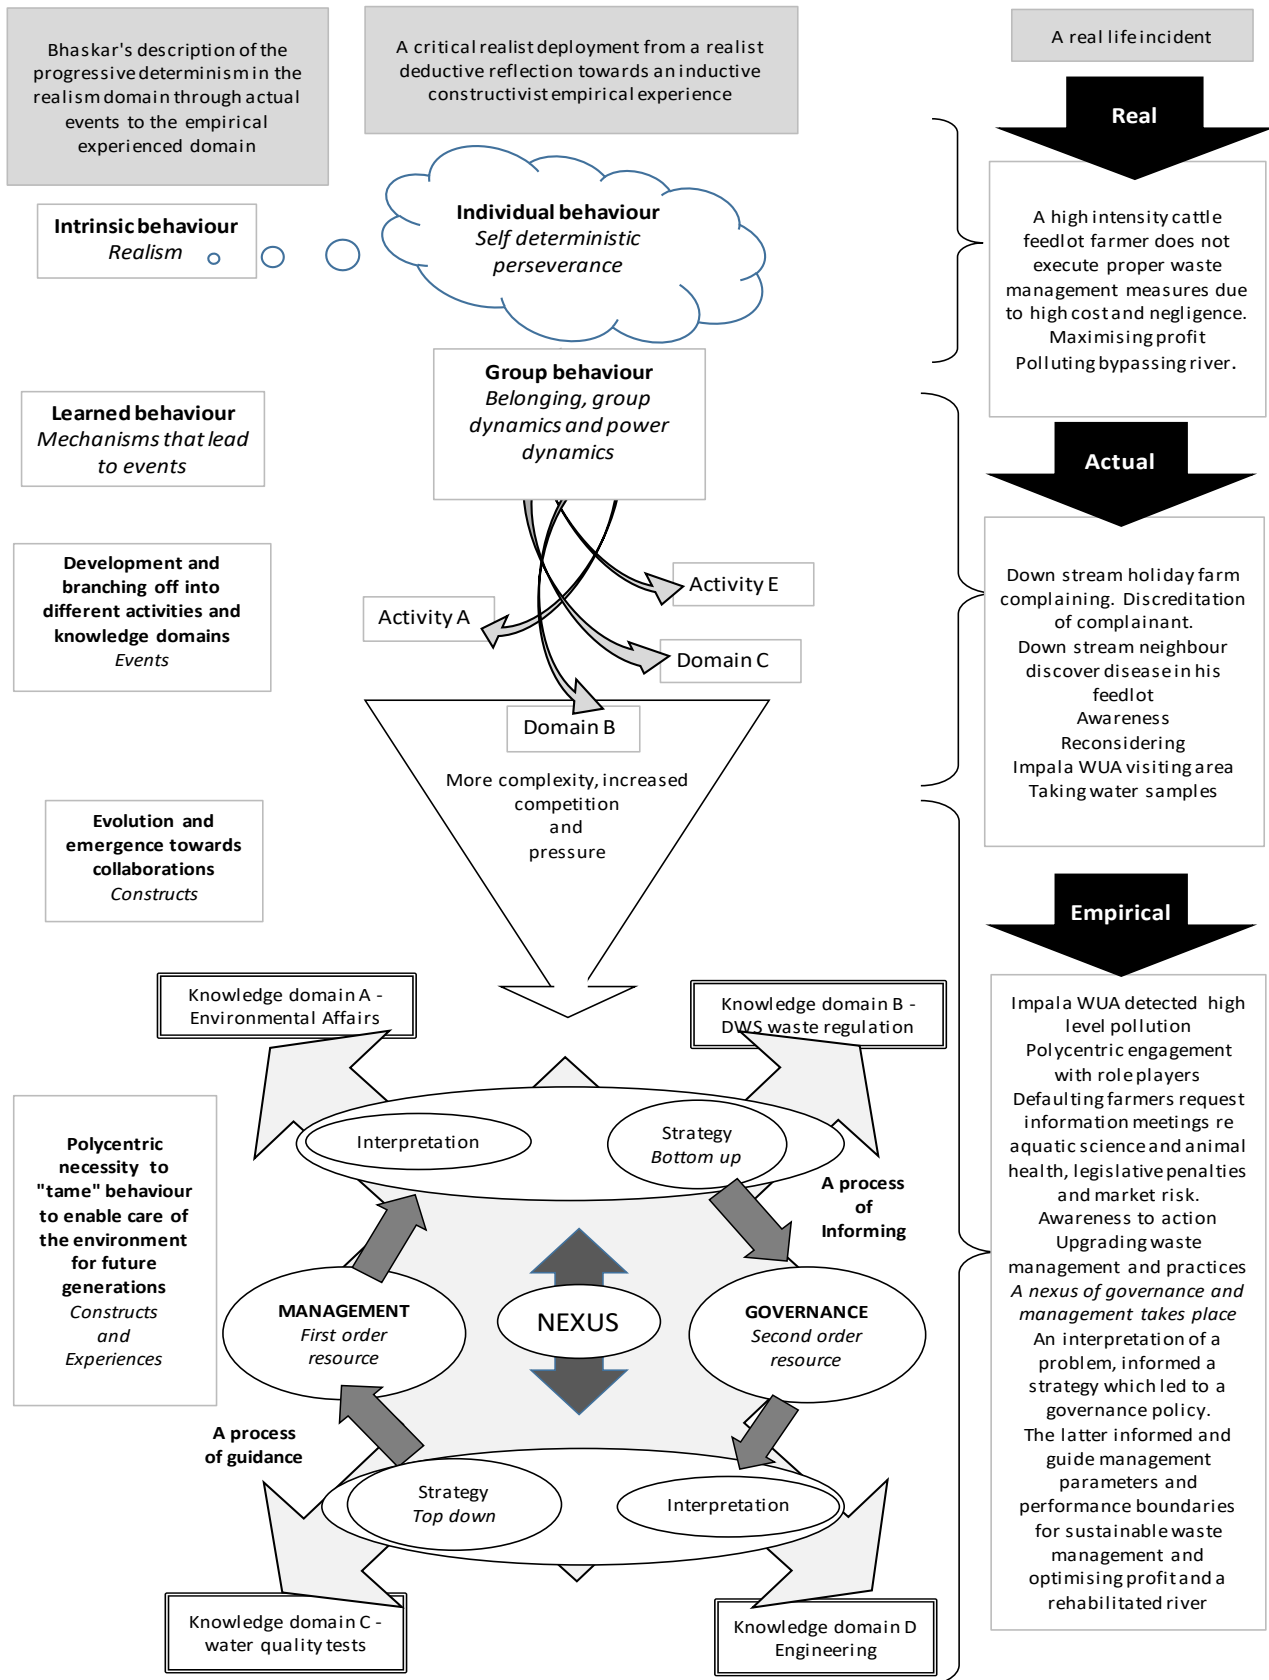 Bhaskar's description of the
progressive determinism in the
realism domain through actual
events to the empirical
experienced domain
A critical realist deployment from a realist
deductive reflection towards an inductive
constructivist empirical experience
A real life incident
Real
Intrinsic behaviour
Realism
Individual behaviour
Self deterministic
perseverance
A high intensity cattle
feedlot farmer does not
execute proper waste
management measures due
to high cost and negligence.
Maximising profit
Polluting bypassing river.
Learned behaviour
Mechanisms that lead
to events
Group behaviour
Belonging, group
dynamics and power
dynamics
Actual
Development and
branching off into
different activities and
knowledge domains
Events
Activity A
Activity E
Domain C
Domain B
Down stream holiday farm
complaining. Discreditation
of complainant.
Down stream neighbour
discover disease in his
feedlot
Awareness
Reconsidering
Impala WUA visiting area
Taking water samples
More complexity, increased
competition
and
pressure
Evolution and
emergence towards
collaborations
Constructs
Empirical
Knowledge domain A -
Environmental Affairs
Knowledge domain B -
DWS waste regulation
Polycentric
necessity to
"tame" behaviour
to enable care of
the environment
for future
generations
Constructs
and
Experiences
Interpretation
Strategy
Bottom up
A process
of
Informing
MANAGEMENT
First order
resource
NEXUS
GOVERNANCE
Second order
resource
A process
of guidance
Strategy
Top down
Interpretation
Knowledge domain C -
water quality tests
Knowledge domain D
Engineering
Impala WUA detected high
level pollution
Polycentric engagement
with role players
Defaulting farmers request
information meetings re
aquatic science and animal
health, legislative penalties
and market risk.
Awareness to action
Upgrading waste
management and practices
A nexus of governance and
management takes place
An interpretation of a
problem, informed a
strategy which led to a
governance policy.
The latter informed and
guide management
parameters and
performance boundaries
for sustainable waste
management and
optimising profit and a
rehabilitated river